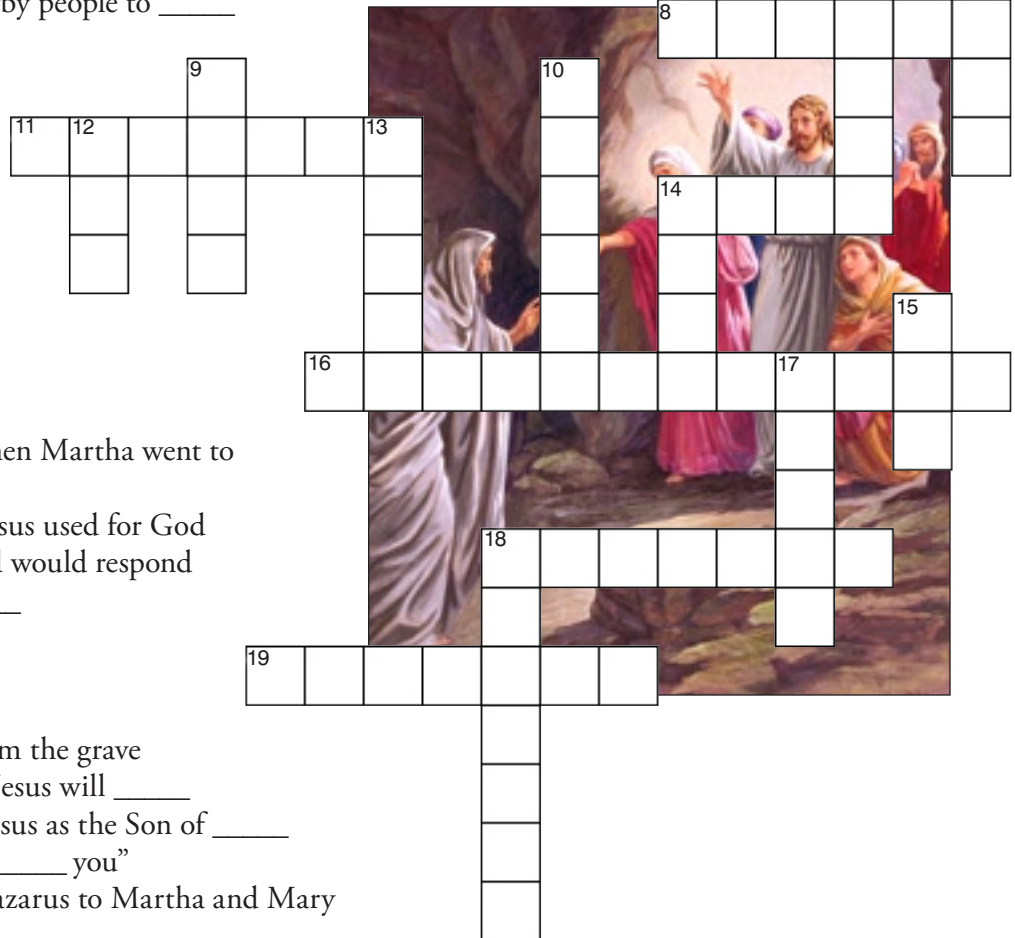 by people to _____
8
9 10
11 12 13
14
15
16 17
hen Martha went to
sus used for God
18
would respond
__
19
m the grave
esus will _____
sus as the Son of _____
_____ you”
azarus to Martha and Mary